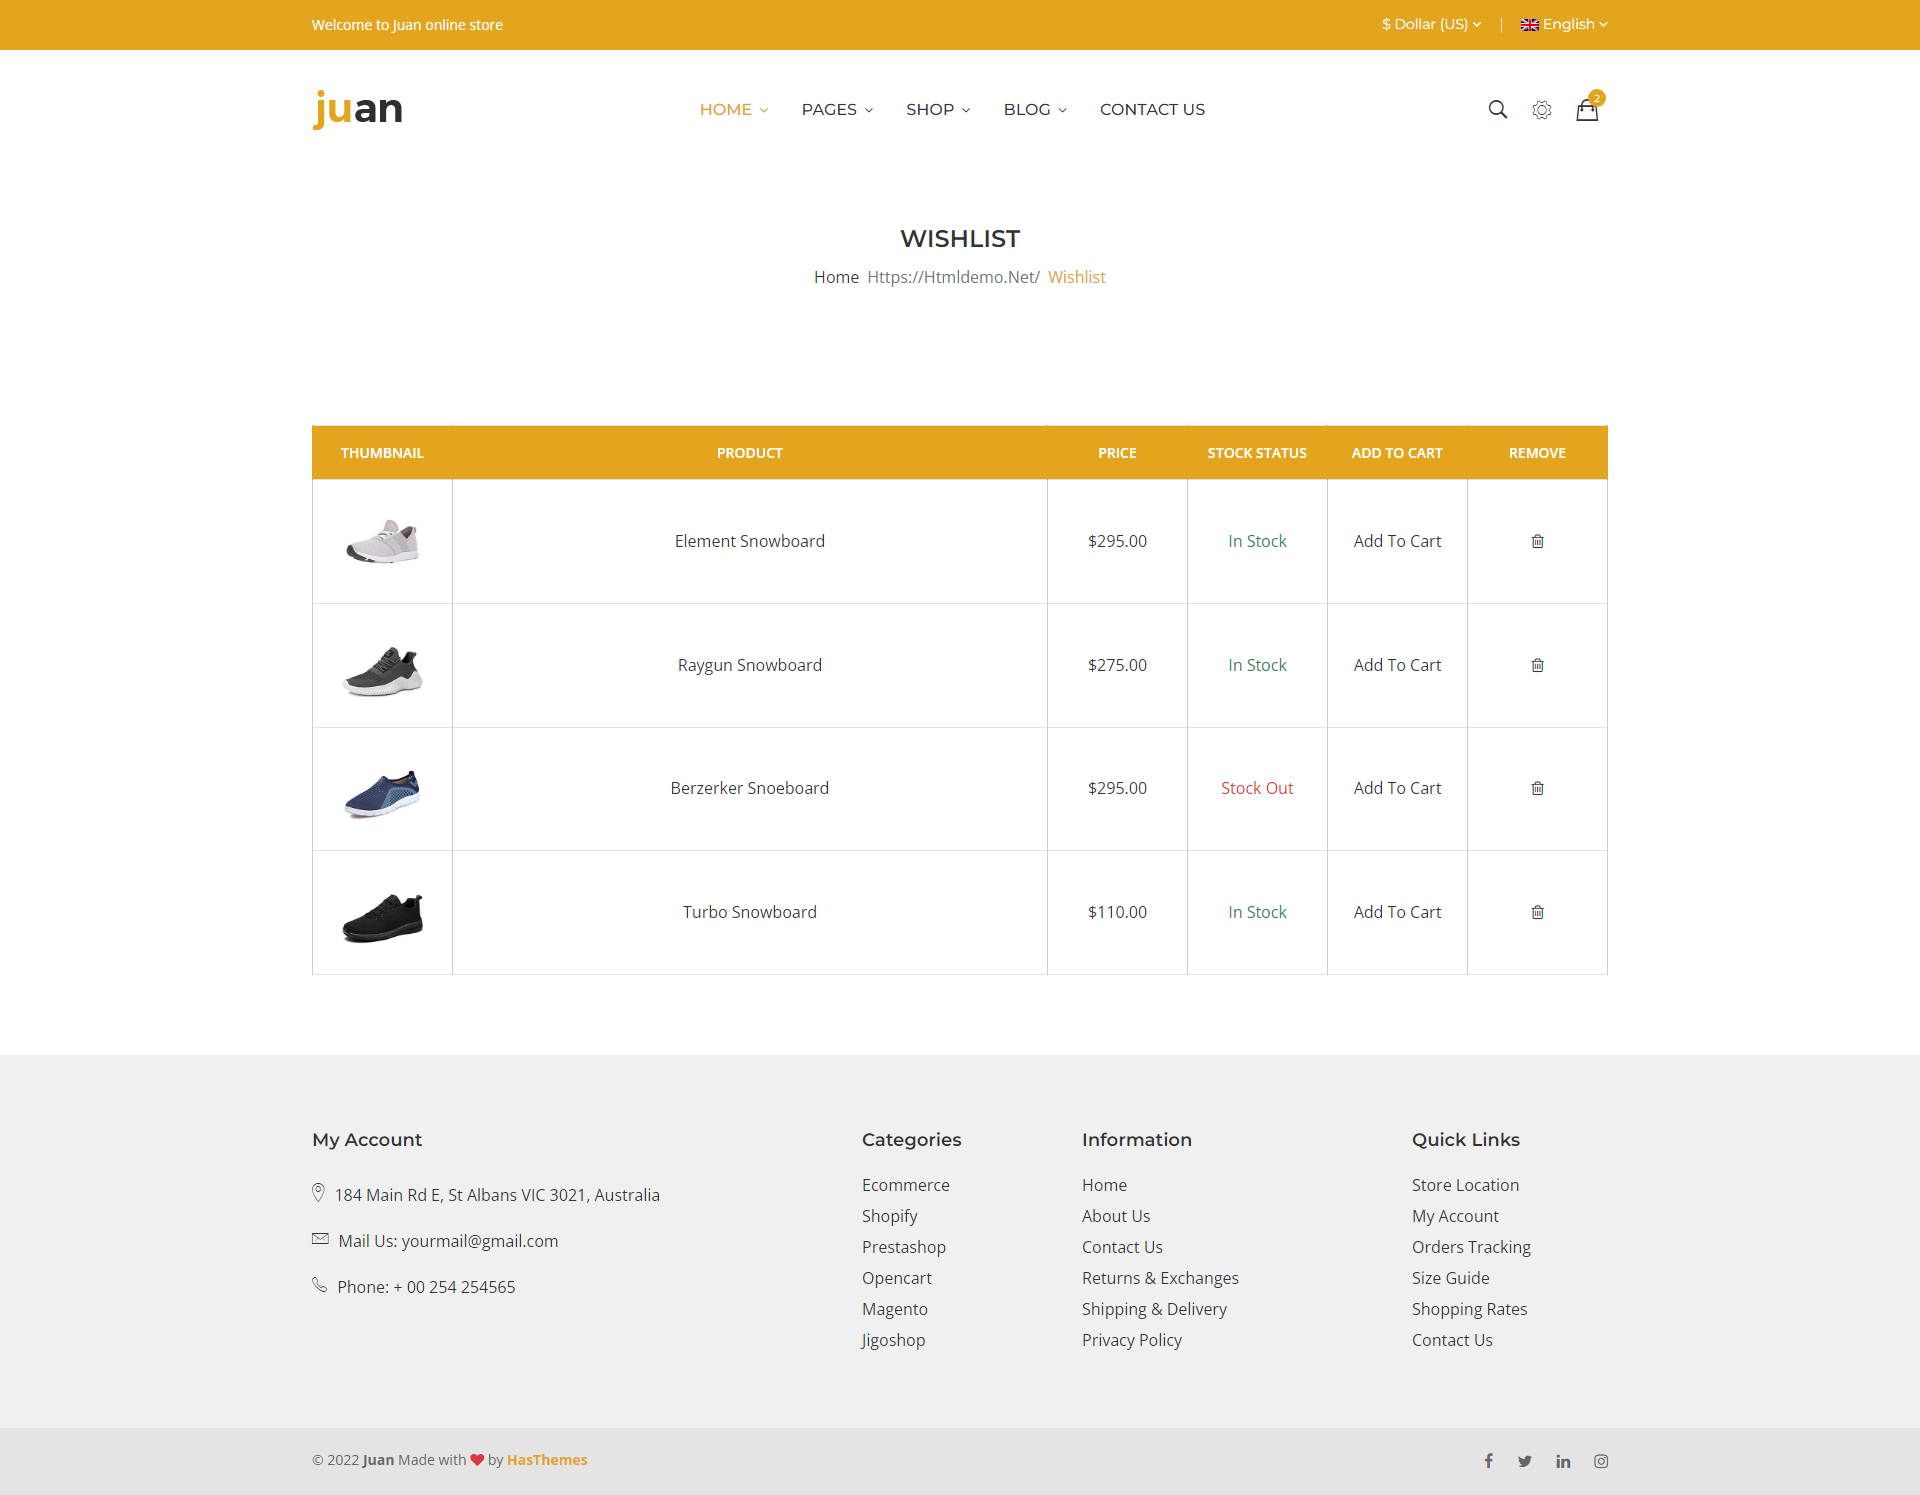 Welcome to Juan online store
$ Dollar (US)
English
juan
HOME
PAGES
SHOP
BLOG
CONTACT US
2
WISHLIST
Home Https://Htmldemo.Net/ Wishlist
THUMBNAIL PRODUCT PRICE STOCK STATUS ADD TO CART REMOVE
Element Snowboard $295.00 In Stock Add To Cart
Raygun Snowboard $275.00 In Stock Add To Cart
Berzerker Snoeboard $295.00 Stock Out Add To Cart
Turbo Snowboard $110.00 In Stock Add To Cart
My Account
184 Main Rd E, St Albans VIC 3021, Australia
Mail Us: yourmail@gmail.com
Phone: + 00 254 254565
Categories
Ecommerce
Shopify
Prestashop
Opencart
Magento
Jigoshop
Information
Home
About Us
Contact Us
Returns & Exchanges
Shipping & Delivery
Privacy Policy
Quick Links
Store Location
My Account
Orders Tracking
Size Guide
Shopping Rates
Contact Us
© 2022 Juan Made with ❤ by HasThemes